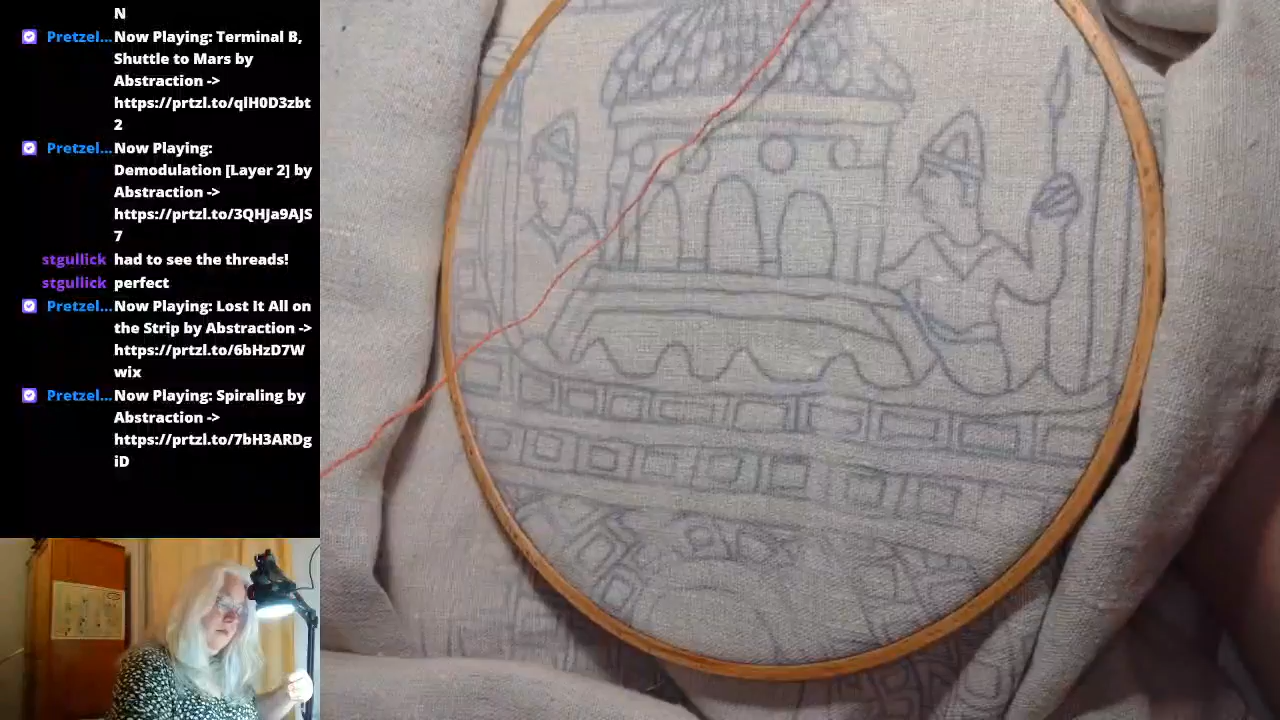 N
Pretzel... Now Playing: Terminal B,
Shuttle to Mars by
Abstraction ->
https://prtzl.to/qlH0D3zbt
2
Pretzel... Now Playing:
Demodulation [Layer 2] by
Abstraction ->
https://prtzl.to/3QHJa9AJS
7
stgullick had to see the threads!
stgullick perfect
Pretzel... Now Playing: Lost It All on
the Strip by Abstraction ->
https://prtzl.to/6bHzD7W
wix
Pretzel... Now Playing: Spiraling by
Abstraction ->
https://prtzl.to/7bH3ARDg
iD